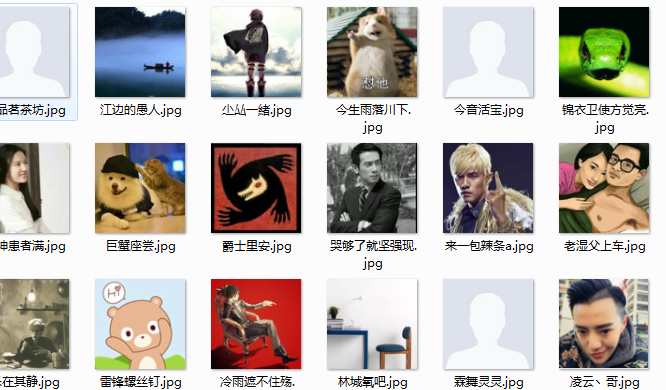 品茗茶坊.jpg
江边的愚人.jpg
尐怂一绪.jpg
今生雨落川下.
jpg
今音活宝.jpg
锦衣卫使方觉亮.
jpg
神患者满.jpg
巨蟹座尝.jpg
爵士里安.jpg
哭够了就坚强现.
jpg
来一包辣条a.jpg
老湿父上车.jpg
在其静.jpg
Hi
雷锋螺丝钉.jpg
冷雨遮不住殇.
林城氧吧.jpg
霖舞灵灵.jpg
凌云丶哥.jpg
怼他